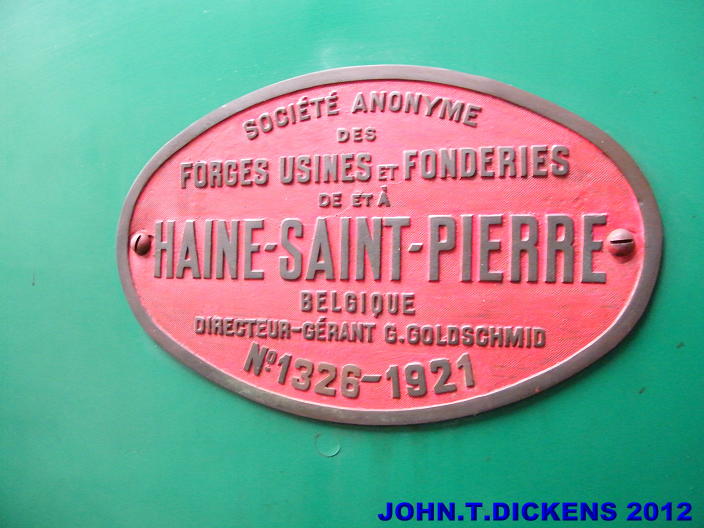 SOCIÉTÉ ANONYME
DES
FORGES USINES ET FONDERIES
DE ET À
HAINE-SAINT-PIERRE
BELGIQUE
DIRECTEUR-GÉRANT G.GOLDSCHMID
Nº.1326-1921
JOHN.T.DICKENS 2012